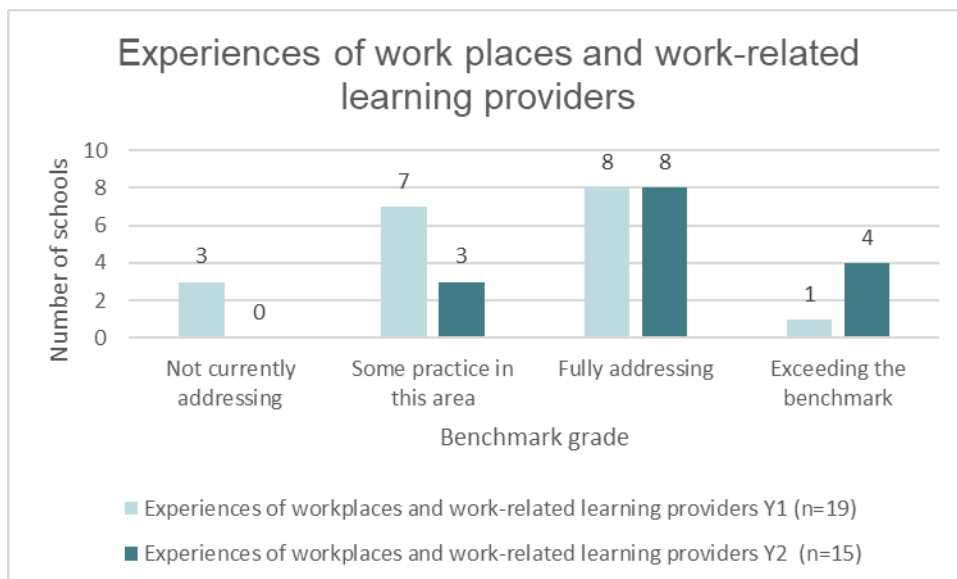 Experiences of work places and work-related
learning providers
Number of schools
10
8
6
4
2
0
3
0
7
3
8
8
1
4
Not currently
addressing
Some practice in
this area
Fully addressing
Exceeding the
benchmark
Benchmark grade
Experiences of workplaces and work-related learning providers Y1 (n=19)
Experiences of workplaces and work-related learning providers Y2 (n=15)